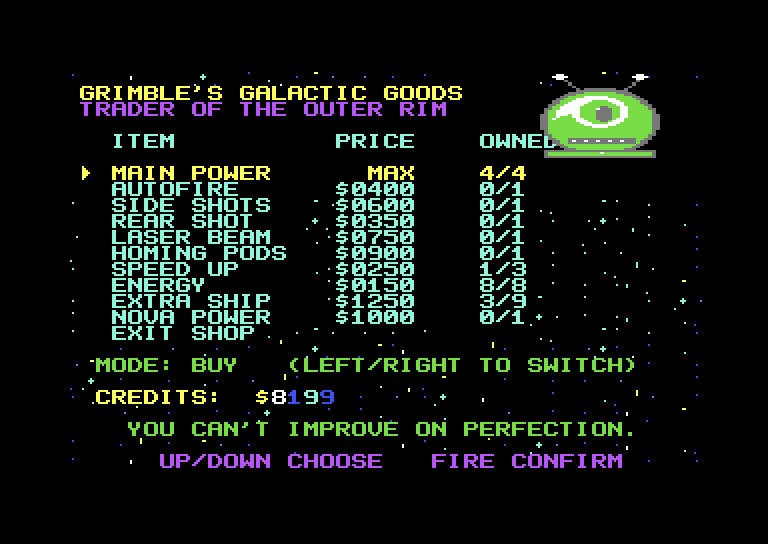 GRIMBLE'S GALACTIC GOODS
TRADER OF THE OUTER RIM
ITEM PRICE OWNED
MAIN POWER MAX 4/4
AUTOFIRE $0400 0/1
SIDE SHOTS $0600 0/1
REAR SHOT $0350 0/1
LASER BEAM $0750 0/1
HOMING PODS $0900 0/1
SPEED UP $0250 1/3
ENERGY $0150 8/8
EXTRA SHIP $1250 3/9
NOVA POWER $1000 0/1
EXIT SHOP
MODE: BUY (LEFT/RIGHT TO SWITCH)
CREDITS: $8199
YOU CAN'T IMPROVE ON PERFECTION.
UP/DOWN CHOOSE FIRE CONFIRM